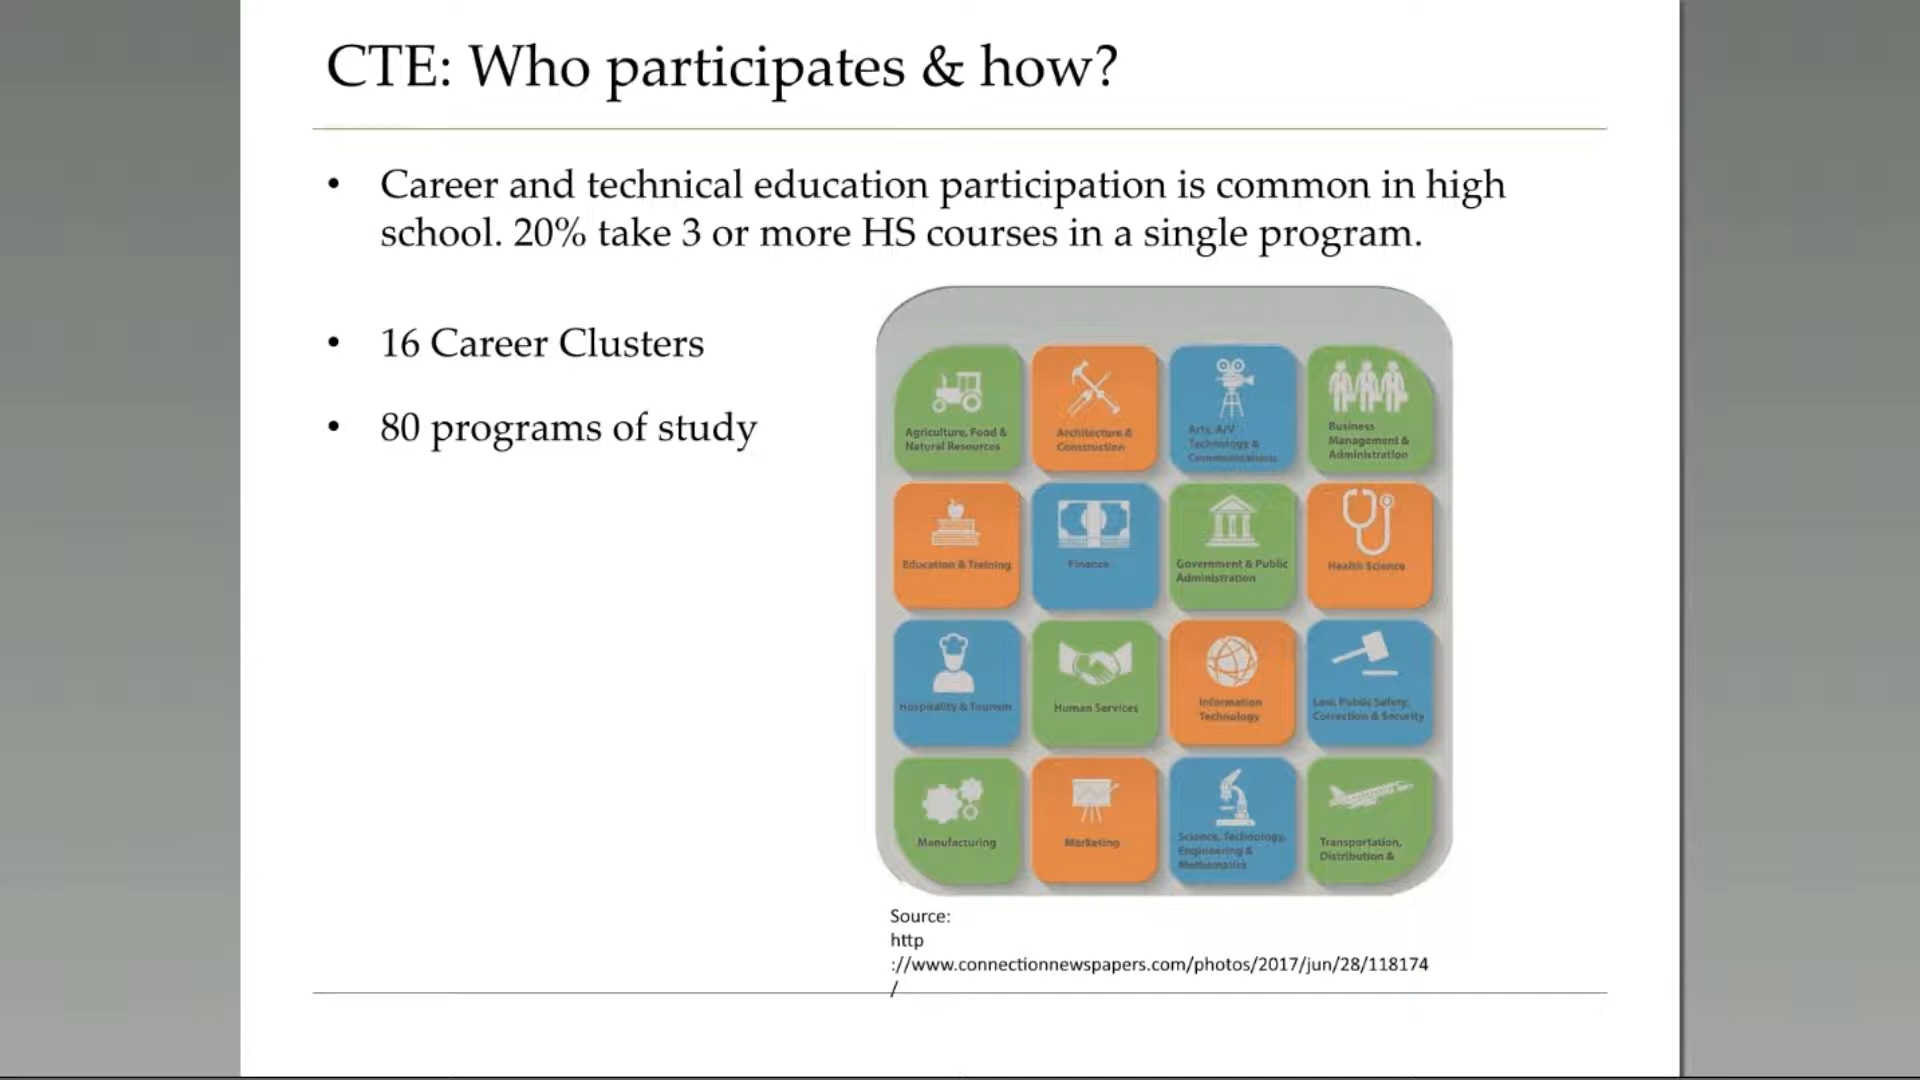 CTE: Who participates & how?
• Career and technical education participation is common in high
school. 20% take 3 or more HS courses in a single program.
• 16 Career Clusters
• 80 programs of study
Agriculture, Food &
Natural Resources
Architecture &
Construction
Arts, A/V
Technology &
Communications
Business
Management &
Administration
Education & Training
Finance
Government & Public
Administration
Health Science
Hospitality & Tourism
Human Services
Information
Technology
Law, Public Safety,
Correction & Security
Manufacturing
Marketing
Science, Technology,
Engineering &
Mathematics
Transportation,
Distribution &
Source:
http
://www.connectionnewspapers.com/photos/2017/jun/28/118174
/